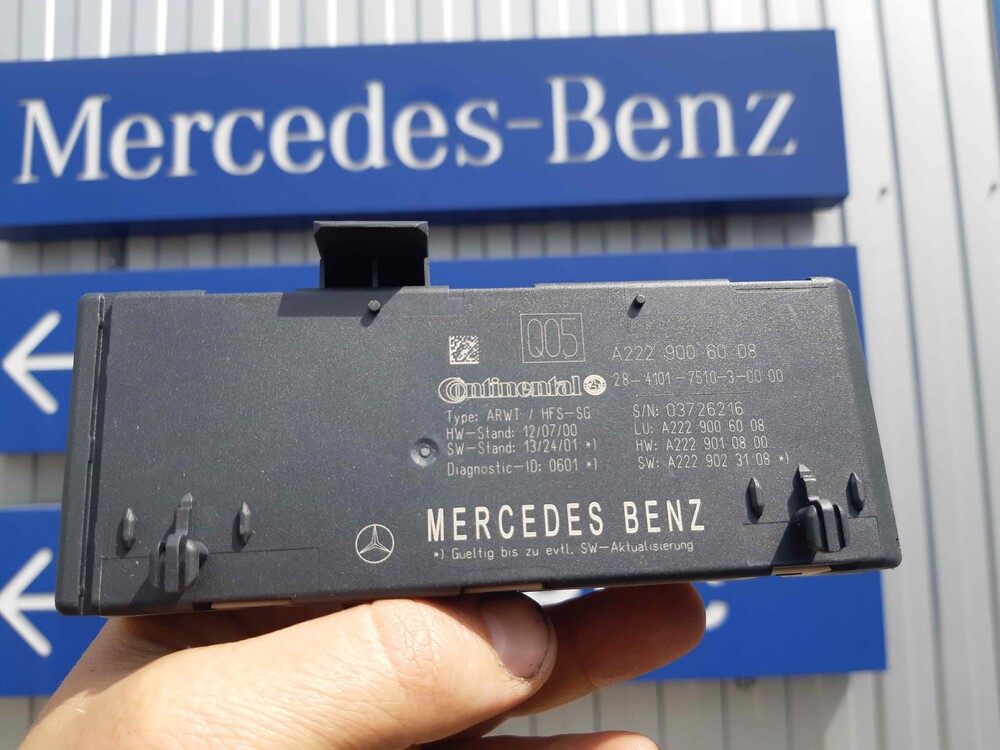 Mercedes-Benz
Q05
A222 900 60 08
Continental
28-4101-7510-3-00 00
Type: ARWT / HFS-SG
HW-Stand: 12/07/00
SW-Stand: 13/24/01 *)
Diagnostic-ID: 0601 *)
S/N: 03726216
LU: A222 900 60 08
HW: A222 901 08 00
SW: A222 902 31 08 *)
MERCEDES BENZ
*) Gueltig bis zu evtl. SW-Aktualisierung